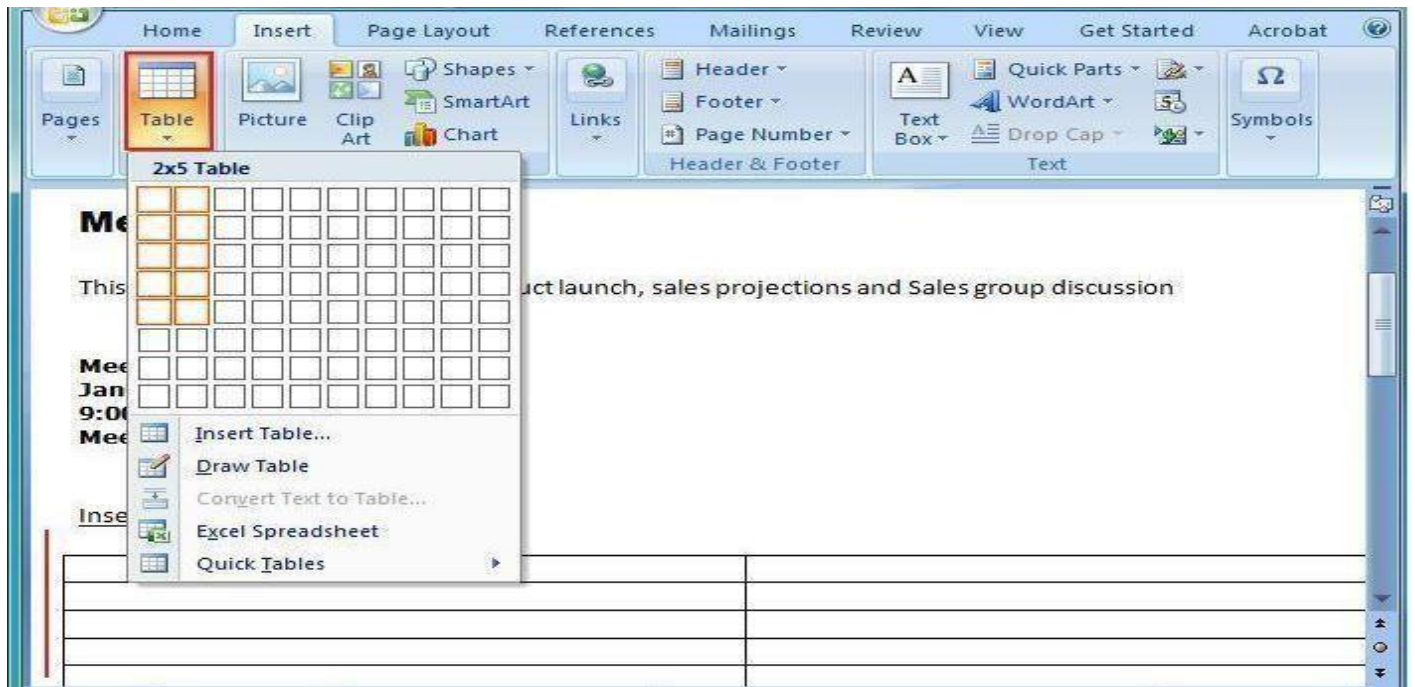 Home Insert Page Layout References Mailings Review View Get Started Acrobat
Pages
Table
Picture
Clip
Art
Shapes
SmartArt
Chart
Links
Header
Footer
Page Number
Header & Footer
A
Text
Box
Quick Parts
WordArt
Drop Cap
Text
Ω
Symbols
2x5 Table
Me
This uct launch, sales projections and Sales group discussion
Mee
Jan
9:00
Mee
Insert Table...
Draw Table
Convert Text to Table...
Inse
Excel Spreadsheet
Quick Tables